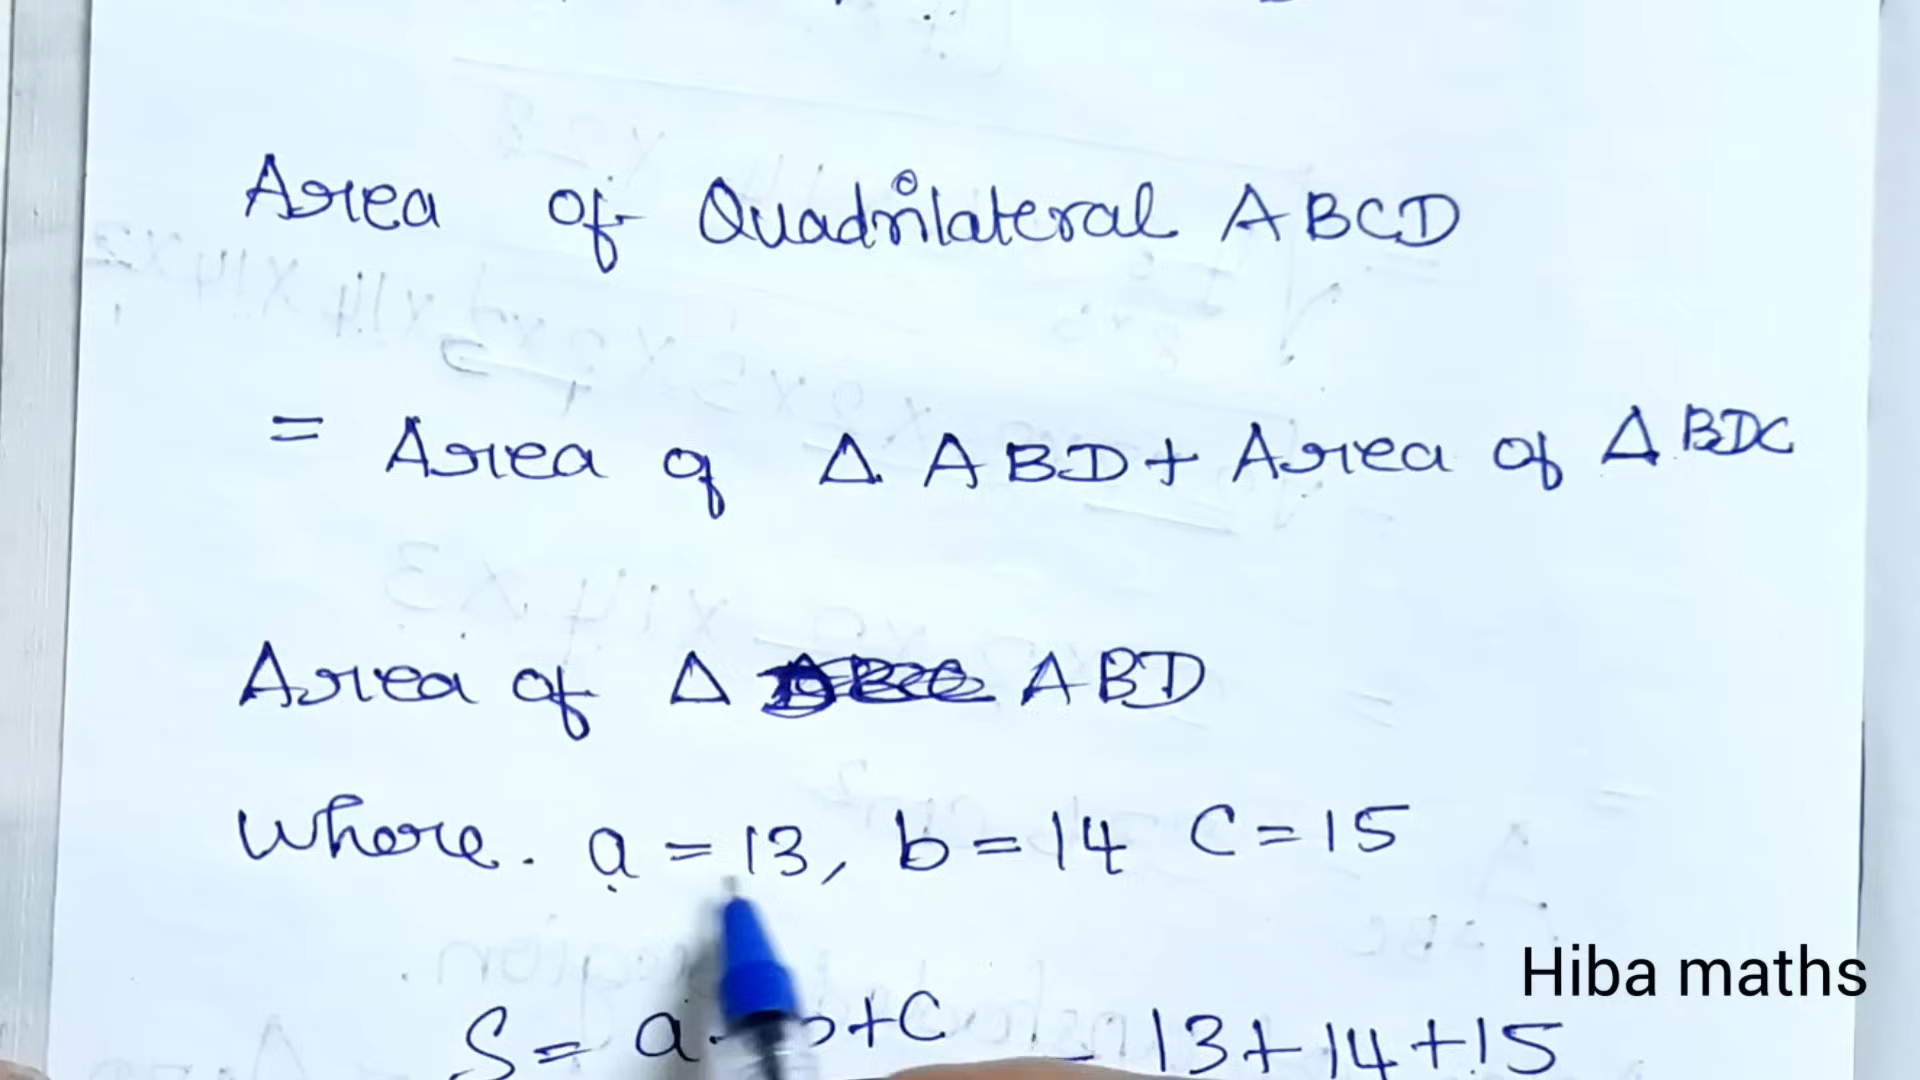 Area of Quadrilateral ABCD
= Area of Δ ABD + Area of Δ BDC
Area of Δ ABD
Where. a = 13, b = 14 C = 15
Hiba maths
S = a + b + C = 13 + 14 + 15